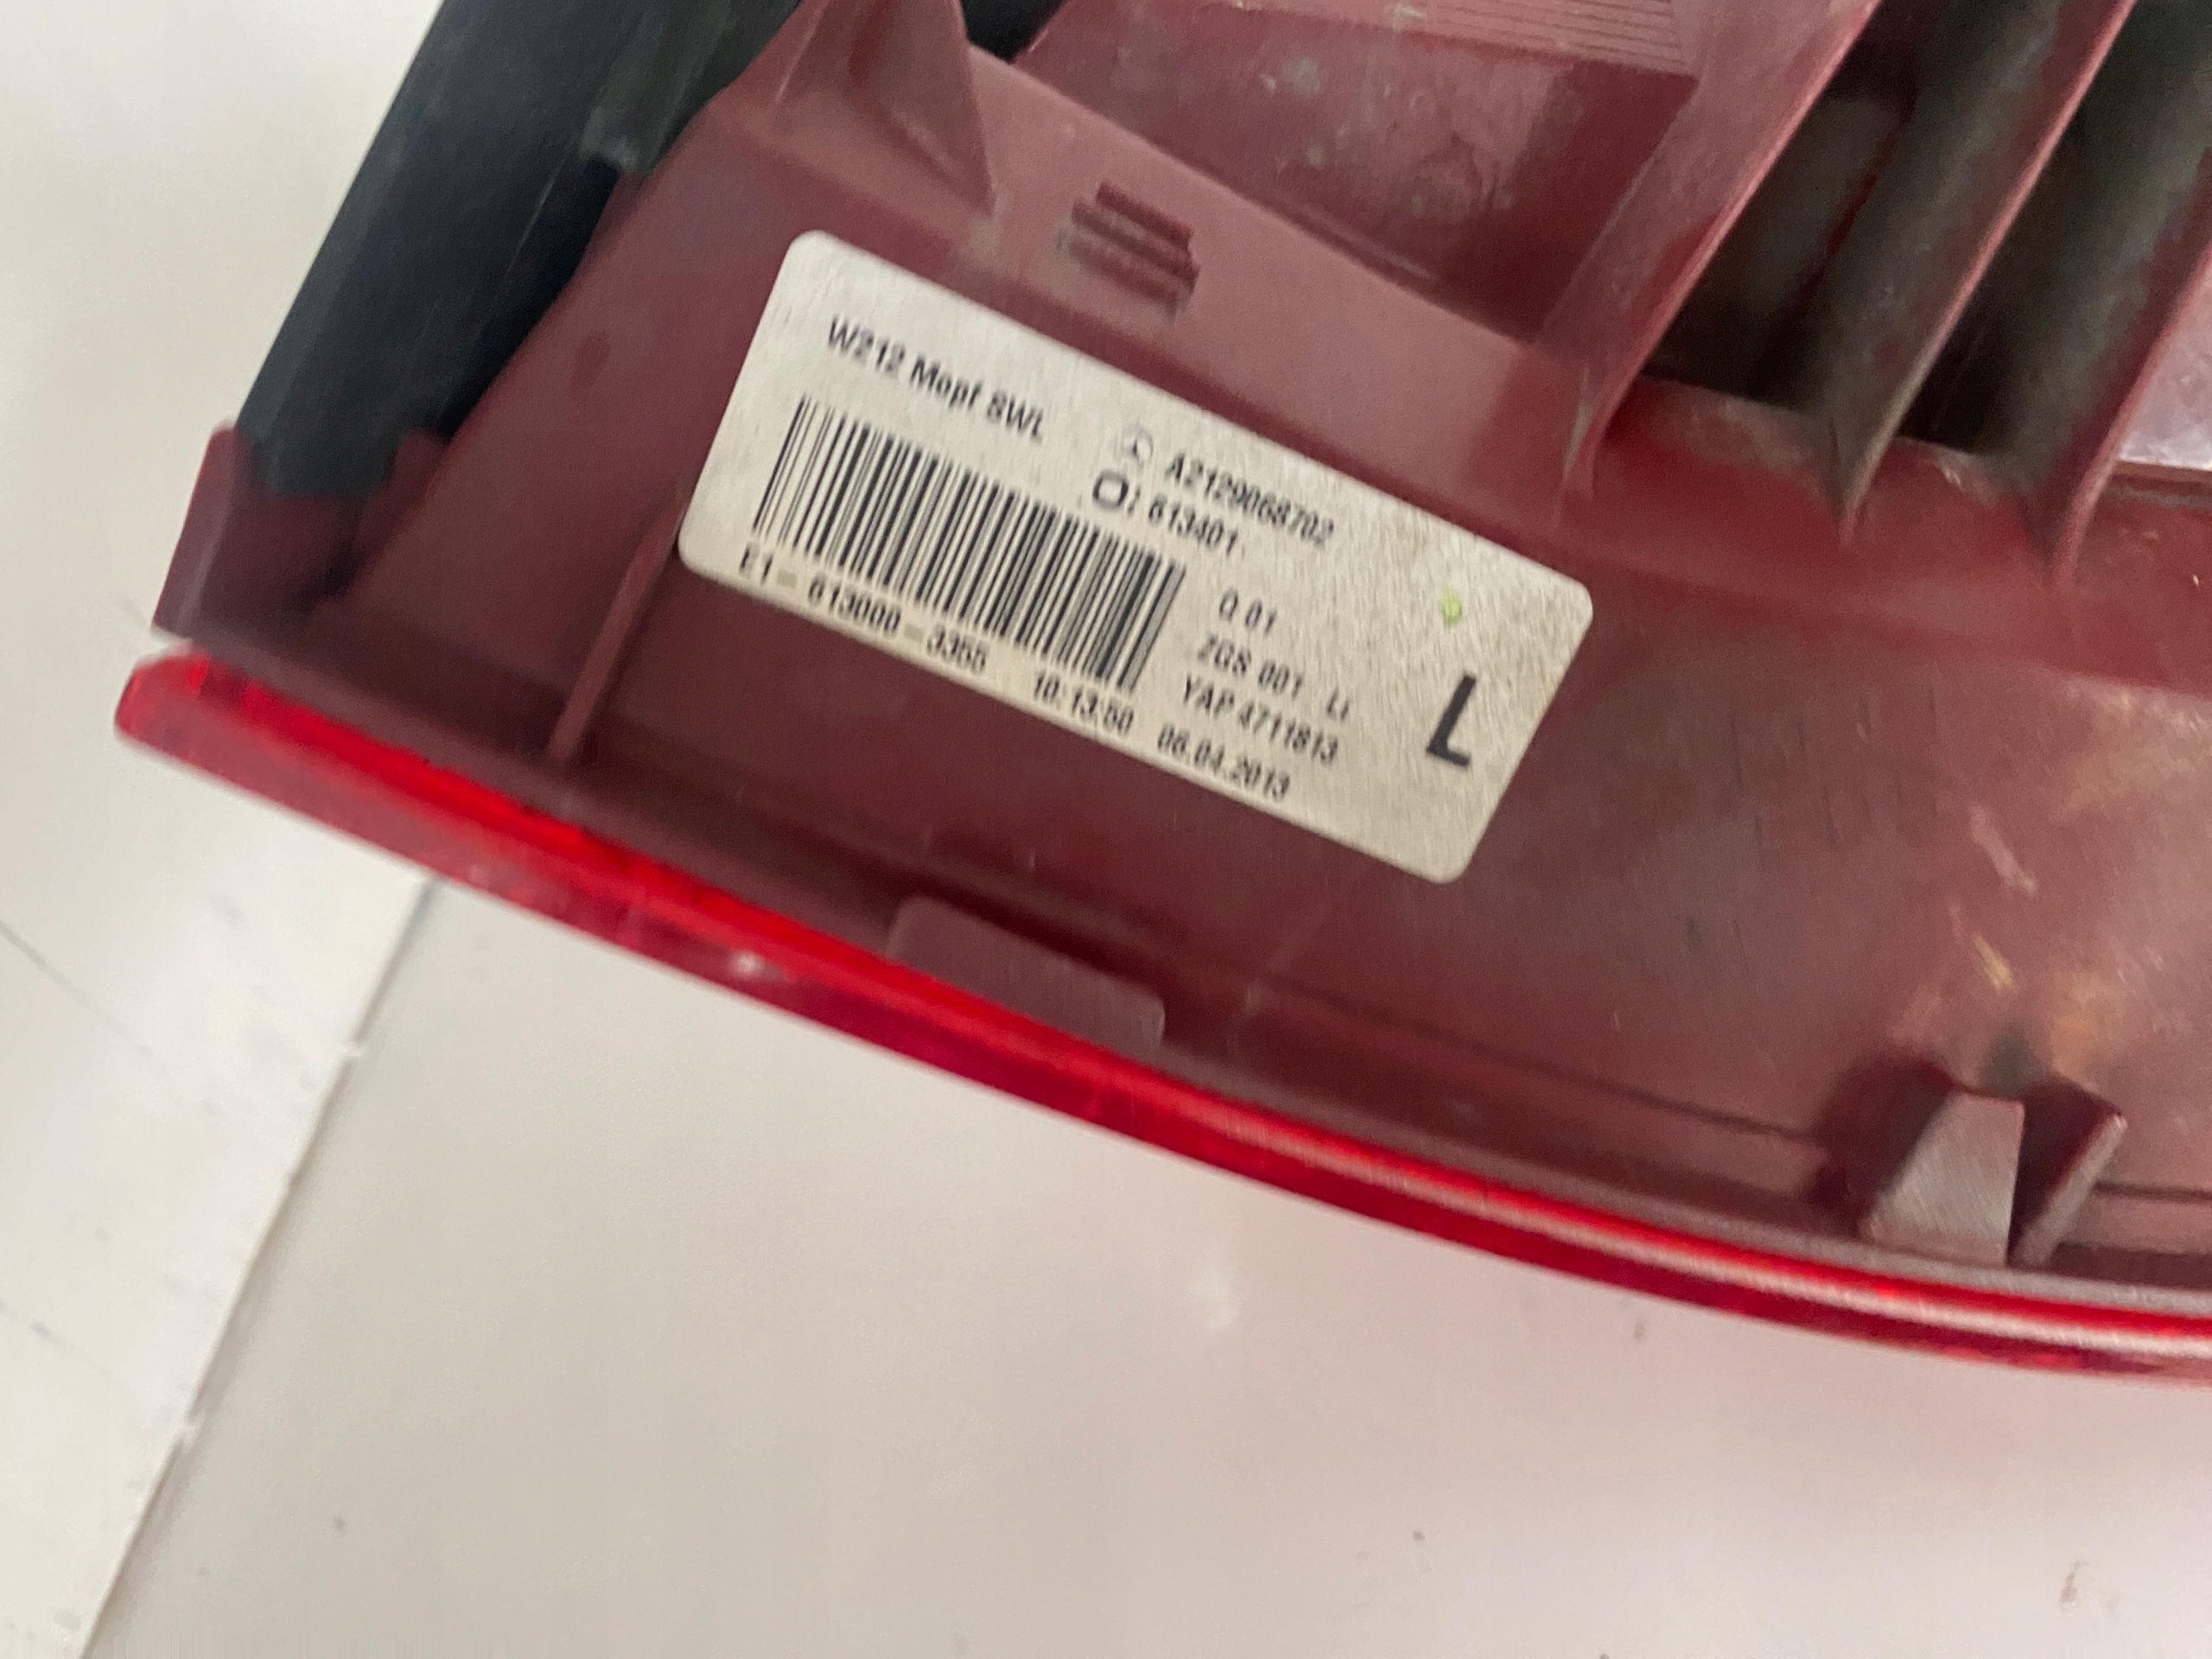 W212 Mopf SWL
A2129068702
: 613401
Q 01
ZGS 001 Li
YAP 4711813
E1 613000 3355 10:13:50 06.04.2013
L